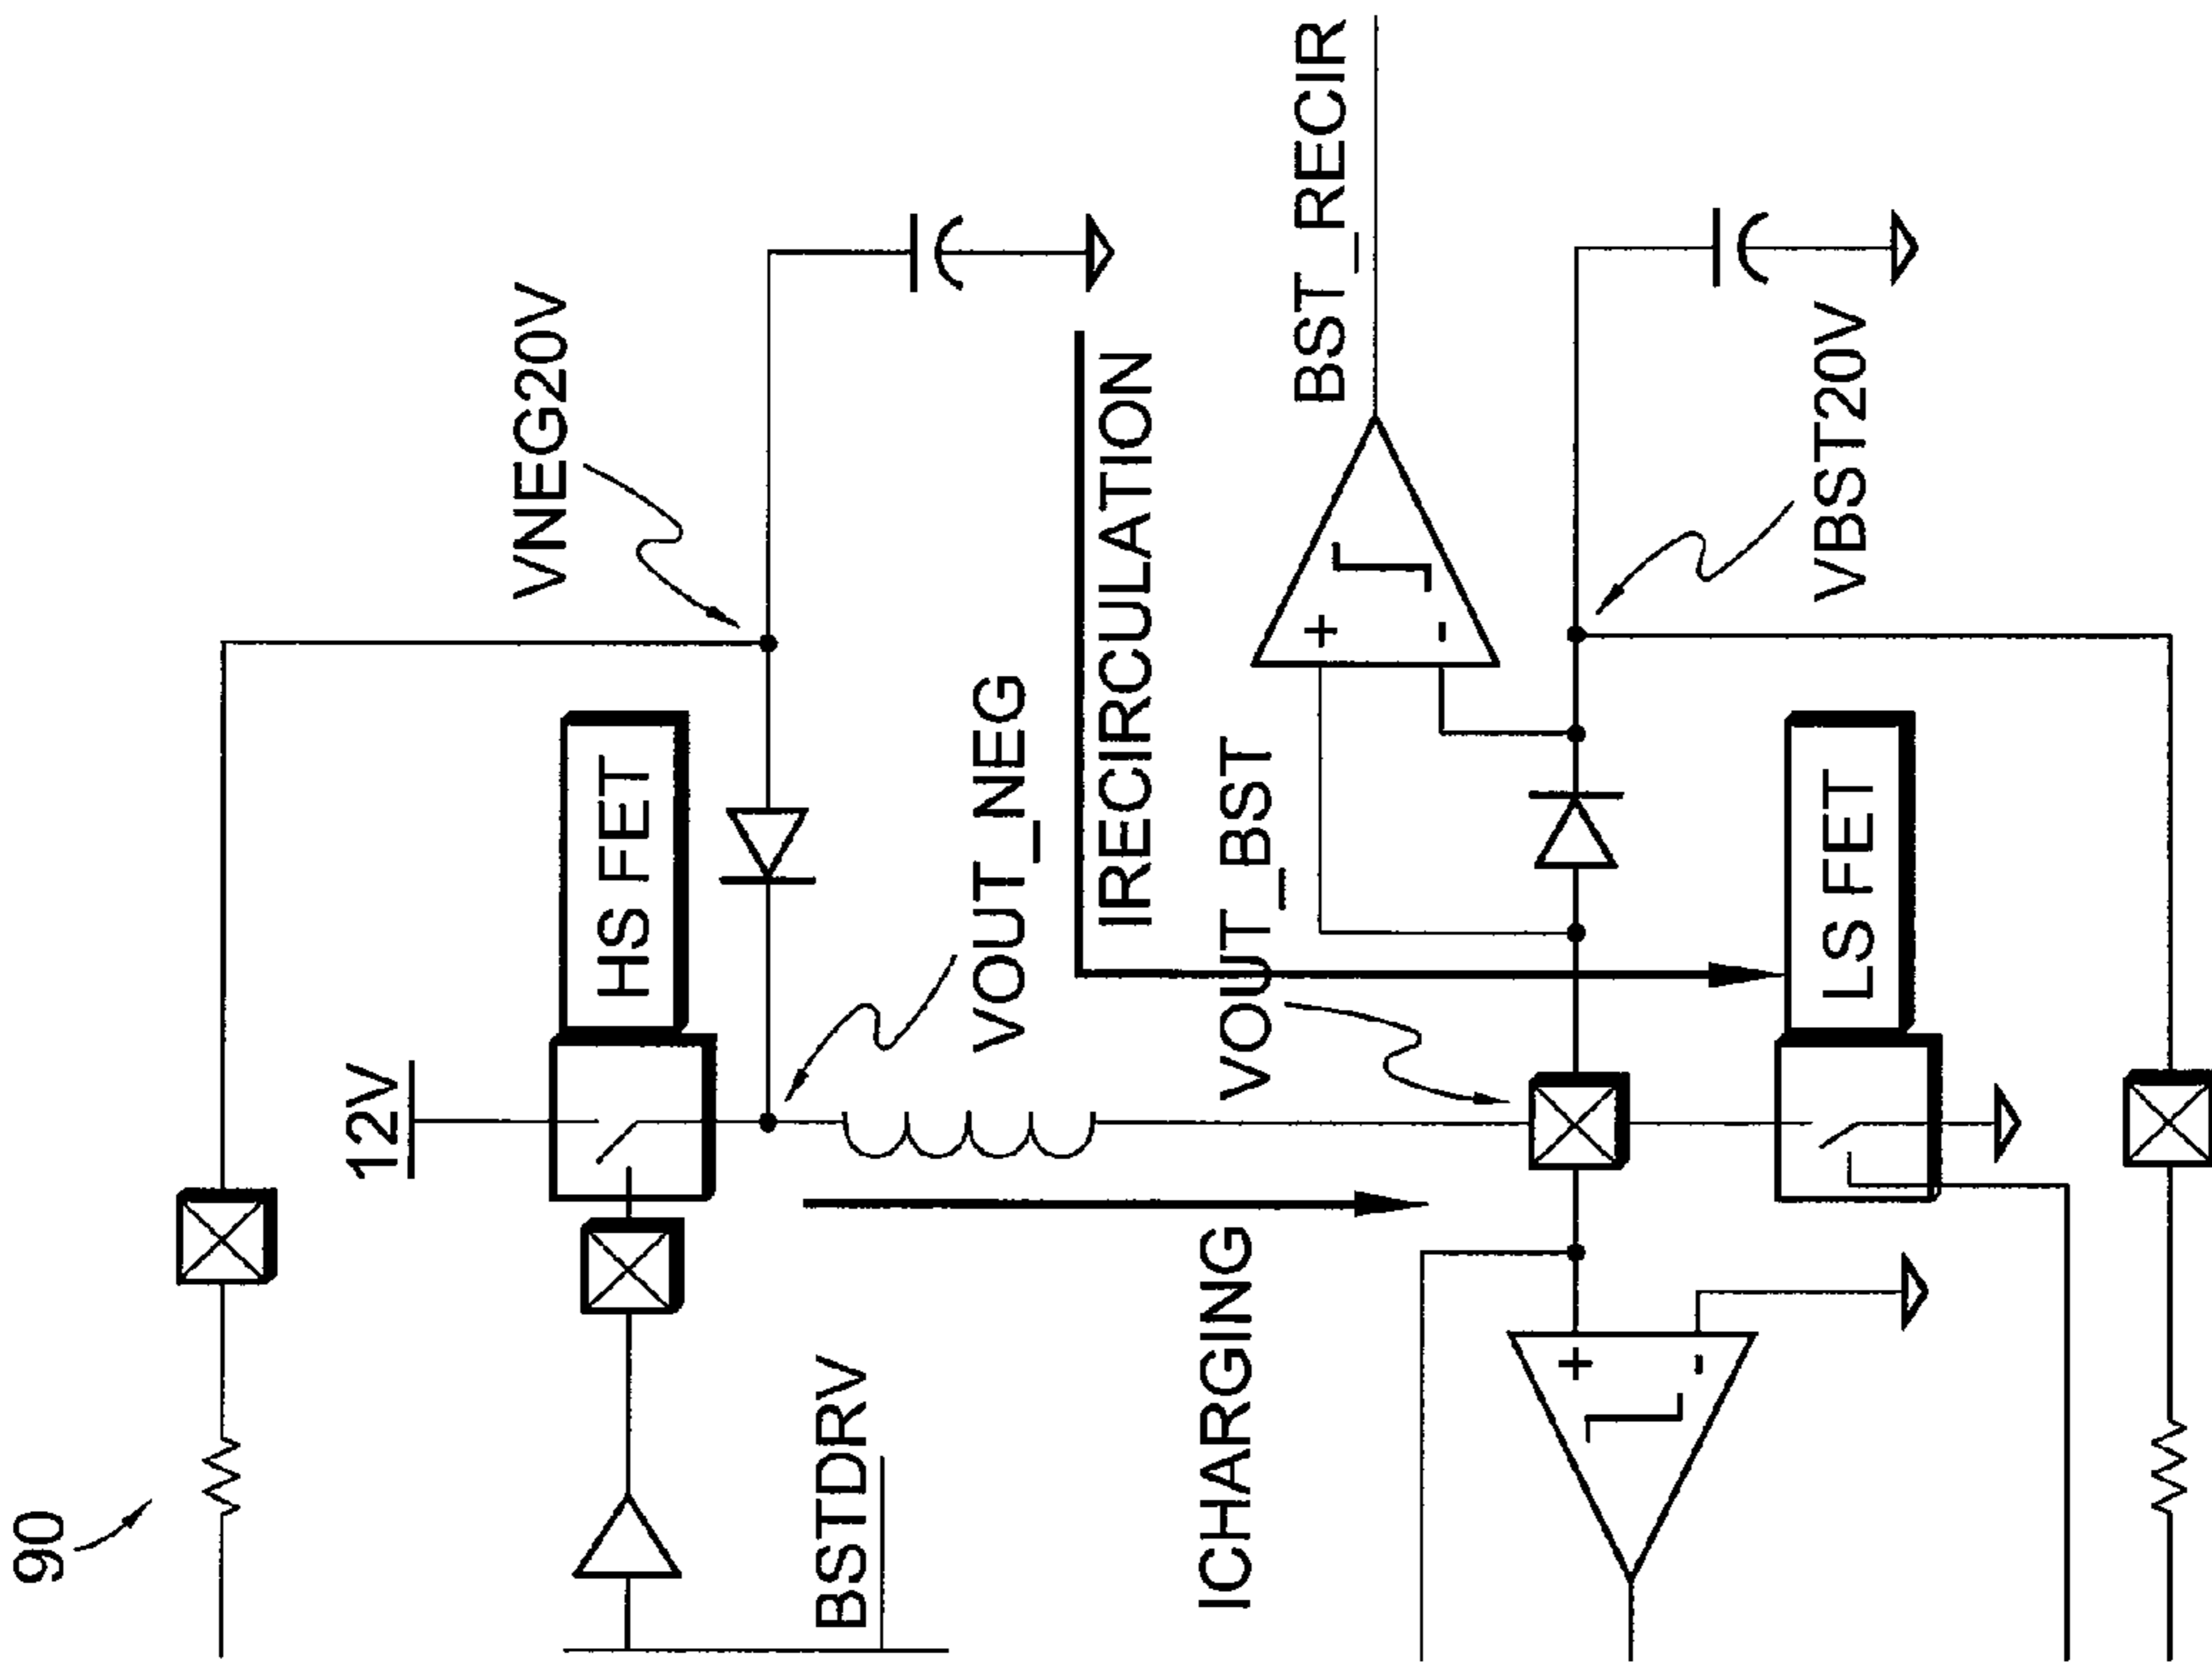 90
12V
HS FET
VNEG20V
BSTDRV
VOUT_NEG
IRECIRCULATION
ICHARGING
VOUT_BST
BST_RECIR
+
-
+
-
LS FET
VBST20V